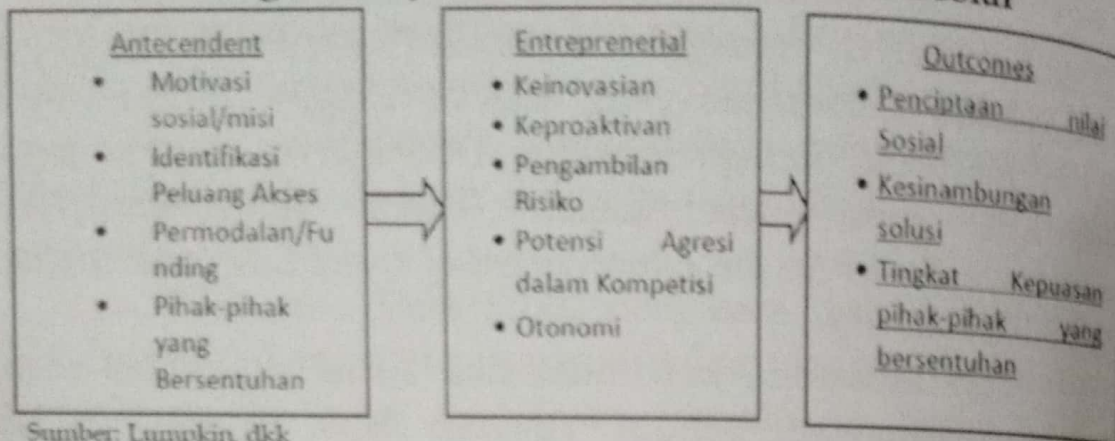 Antecendent
• Motivasi
sosial/misi
• Identifikasi
Peluang Akses
• Permodalan/Fu
nding
• Pihak-pihak
yang
Bersentuhan
Entreprenerial
• Keinovasian
• Keproaktivan
• Pengambilan
Risiko
• Potensi Agresi
dalam Kompetisi
• Otonomi
Outcomes
• Penciptaan nilai
Sosial
• Kesinambungan
solusi
• Tingkat Kepuasan
pihak-pihak yang
bersentuhan
Sumber: Lumpkin, dkk